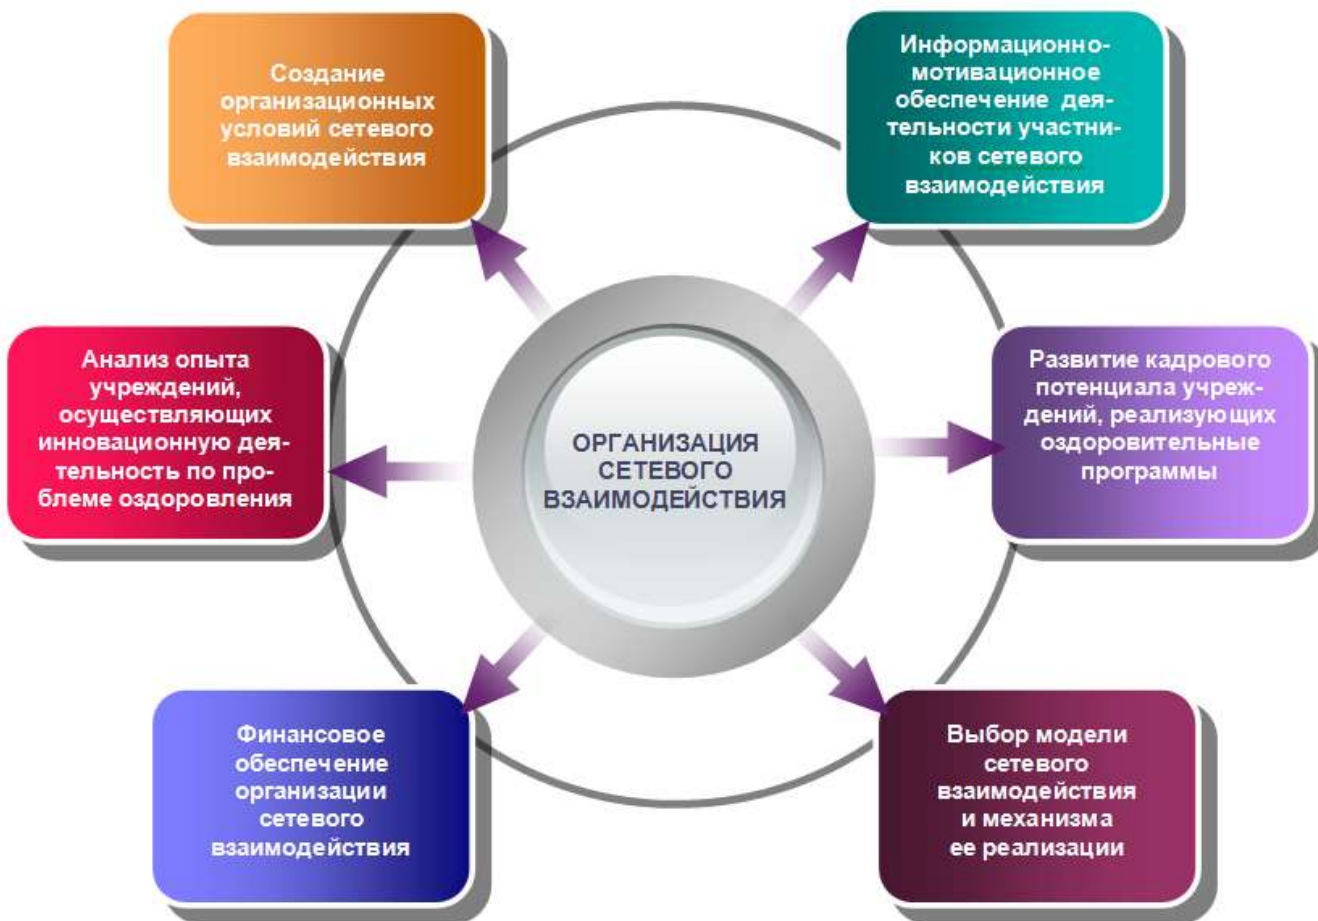 Создание
организационных
условий сетевого
взаимодействия
Информационно-
мотивационное
обеспечение дея-
тельности участни-
ков сетевого
взаимодействия
Анализ опыта
учреждений,
осуществляющих
инновационную дея-
тельность по про-
блеме оздоровления
ОРГАНИЗАЦИЯ
СЕТЕВОГО
ВЗАИМОДЕЙСТВИЯ
Развитие кадрового
потенциала учреж-
дений, реализующих
оздоровительные
программы
Финансовое
обеспечение
организации
сетевого
взаимодействия
Выбор модели
сетевого
взаимодействия
и механизма
ее реализации